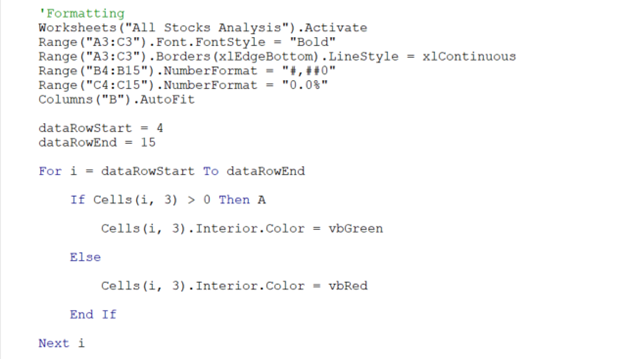 'Formatting
Worksheets("All Stocks Analysis").Activate
Range("A3:C3").Font.FontStyle = "Bold"
Range("A3:C3").Borders(xlEdgeBottom).LineStyle = xlContinuous
Range("B4:B15").NumberFormat = "#,##0"
Range("C4:C15").NumberFormat = "0.0%"
Columns("B").AutoFit
dataRowStart = 4
dataRowEnd = 15
For i = dataRowStart To dataRowEnd
If Cells(i, 3) > 0 Then A
Cells(i, 3).Interior.Color = vbGreen
Else
Cells(i, 3).Interior.Color = vbRed
End If
Next i